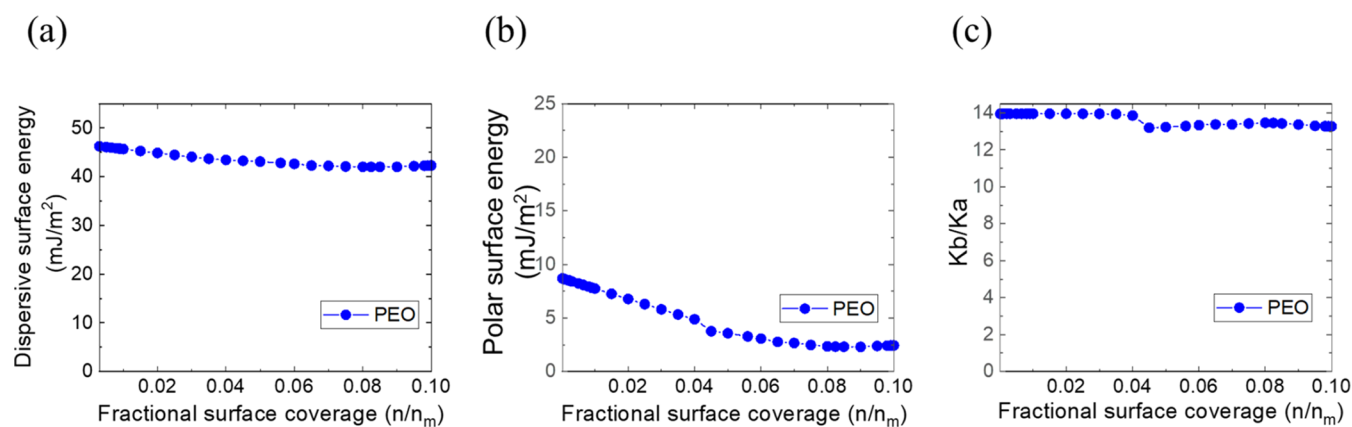 (a)
(b)
(c)
Dispersive surface energy
(mJ/m²)
50
40
30
20
10
0
PEO
0.02 0.04 0.06 0.08 0.10
Fractional surface coverage (n/nₘ)
Polar surface energy
(mJ/m²)
25
20
15
10
5
0
PEO
0.02 0.04 0.06 0.08 0.10
Fractional surface coverage (n/nₘ)
Kb/Ka
14
12
10
8
6
4
2
0
PEO
0.02 0.04 0.06 0.08 0.10
Fractional surface coverage (n/nₘ)